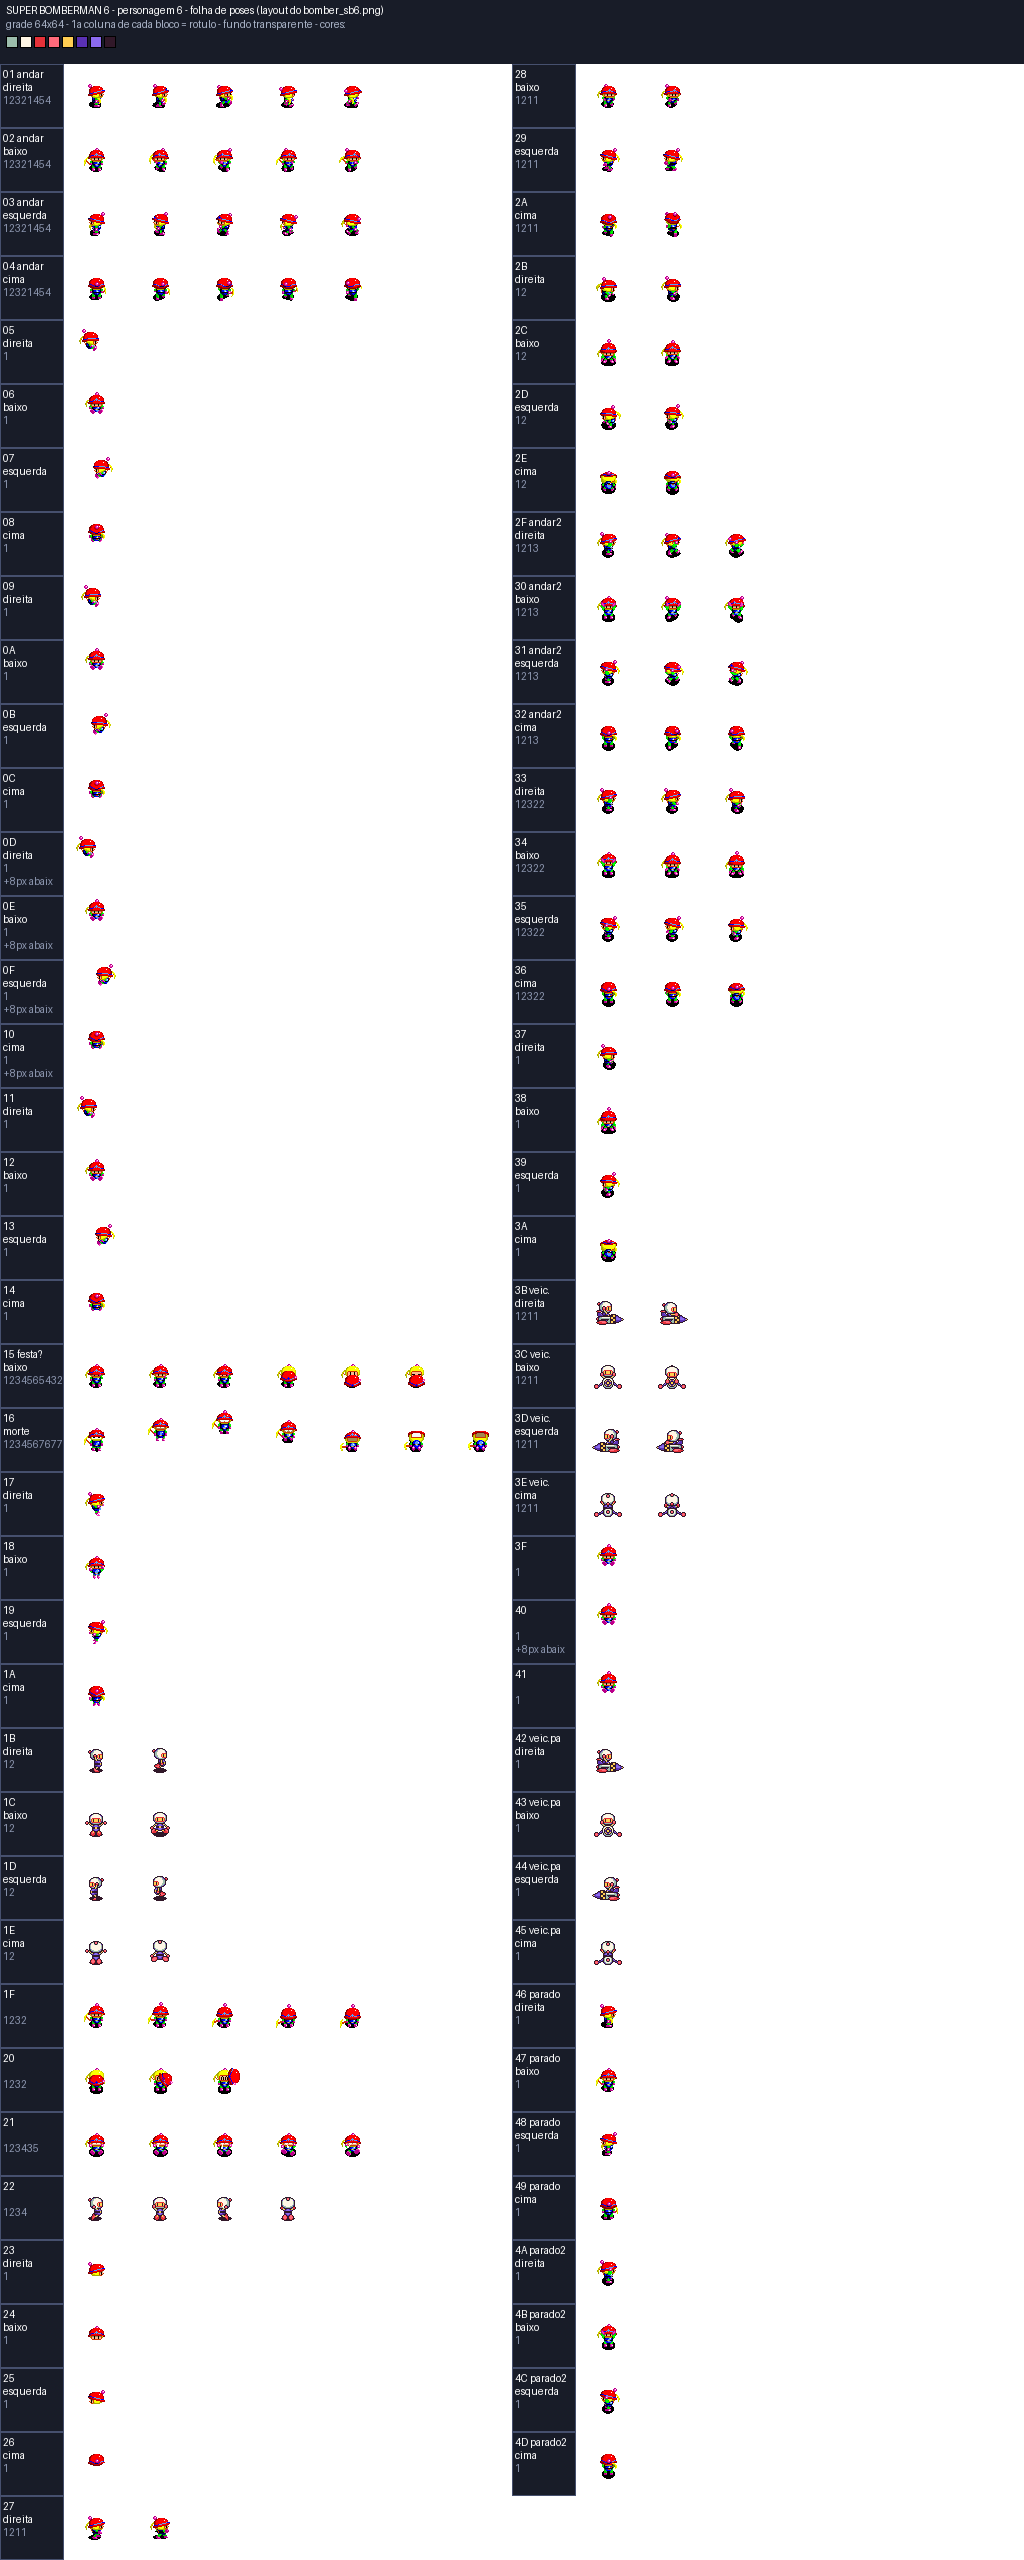 SUPER BOMBERMAN 6 - personagem 6 - folha de poses (layout do bomber_sb6.png)
grade 64x64 - 1a coluna de cada bloco = rotulo - fundo transparente - cores:
01 andar
direita
12321454
02 andar
baixo
12321454
03 andar
esquerda
12321454
04 andar
cima
12321454
05
direita
1
06
baixo
1
07
esquerda
1
08
cima
1
09
direita
1
0A
baixo
1
0B
esquerda
1
0C
cima
1
0D
direita
1
+8px abaix
0E
baixo
1
+8px abaix
0F
esquerda
1
+8px abaix
10
cima
1
+8px abaix
11
direita
1
12
baixo
1
13
esquerda
1
14
cima
1
15 festa?
baixo
1234565432
16
morte
1234567677
17
direita
1
18
baixo
1
19
esquerda
1
1A
cima
1
1B
direita
12
1C
baixo
12
1D
esquerda
12
1E
cima
12
1F
1232
20
1232
21
123435
22
1234
23
direita
1
24
baixo
1
25
esquerda
1
26
cima
1
27
direita
1211
28
baixo
1211
29
esquerda
1211
2A
cima
1211
2B
direita
12
2C
baixo
12
2D
esquerda
12
2E
cima
12
2F andar2
direita
1213
30 andar2
baixo
1213
31 andar2
esquerda
1213
32 andar2
cima
1213
33
direita
12322
34
baixo
12322
35
esquerda
12322
36
cima
12322
37
direita
1
38
baixo
1
39
esquerda
1
3A
cima
1
3B veic.
direita
1211
3C veic.
baixo
1211
3D veic.
esquerda
1211
3E veic.
cima
1211
3F
1
40
1
+8px abaix
41
1
42 veic.pa
direita
1
43 veic.pa
baixo
1
44 veic.pa
esquerda
1
45 veic.pa
cima
1
46 parado
direita
1
47 parado
baixo
1
48 parado
esquerda
1
49 parado
cima
1
4A parado2
direita
1
4B parado2
baixo
1
4C parado2
esquerda
1
4D parado2
cima
1